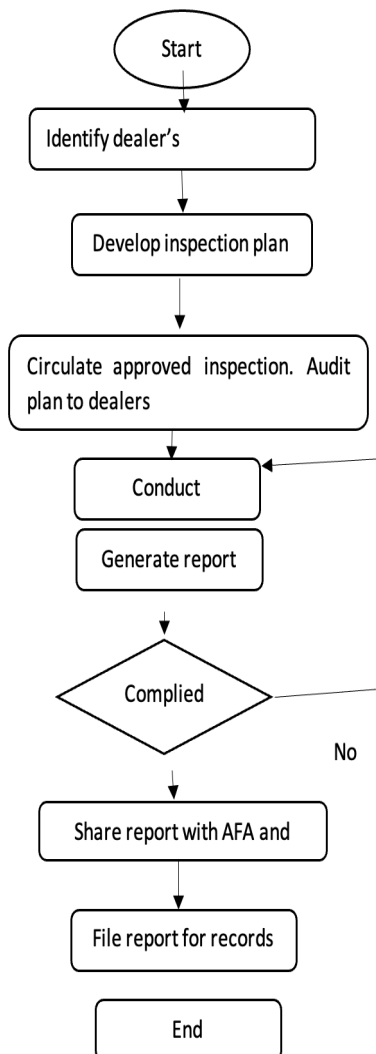 Start
Identify dealer’s
Develop inspection plan
Circulate approved inspection. Audit
plan to dealers
Conduct
Generate report
Complied
No
Share report with AFA and
File report for records
End